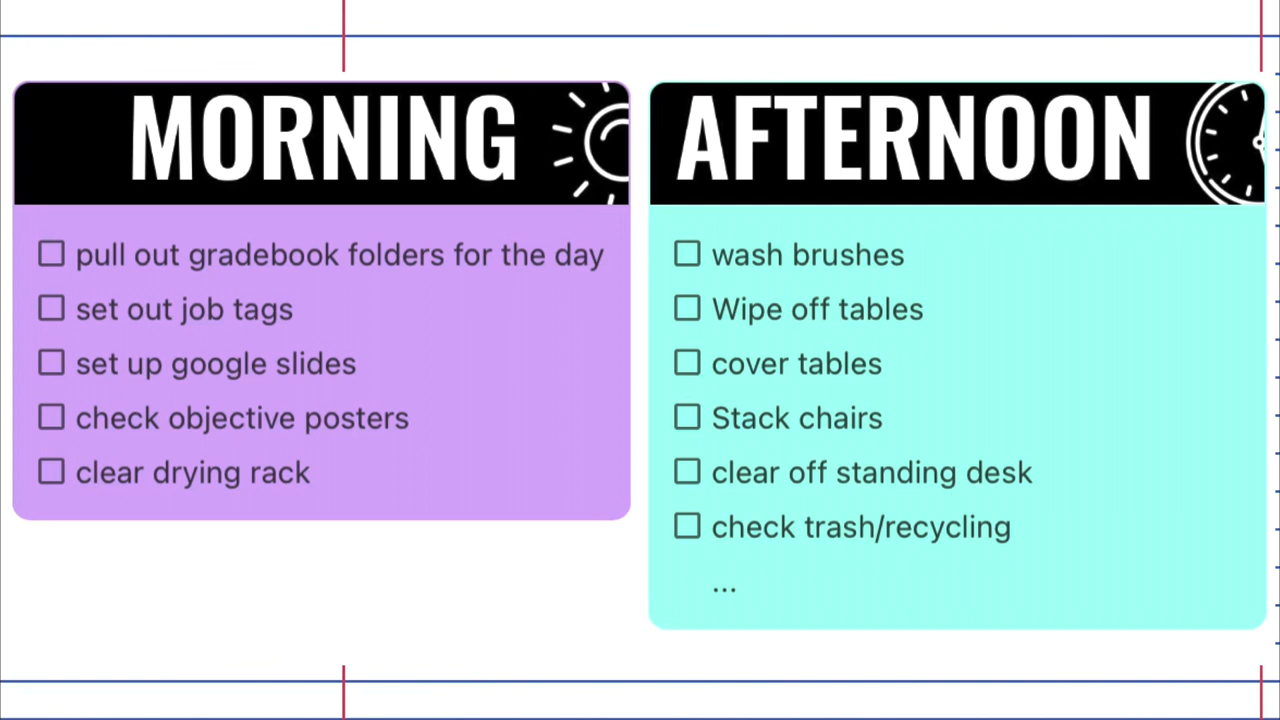 MORNING
pull out gradebook folders for the day
set out job tags
set up google slides
check objective posters
clear drying rack
AFTERNOON
wash brushes
Wipe off tables
cover tables
Stack chairs
clear off standing desk
check trash/recycling
...